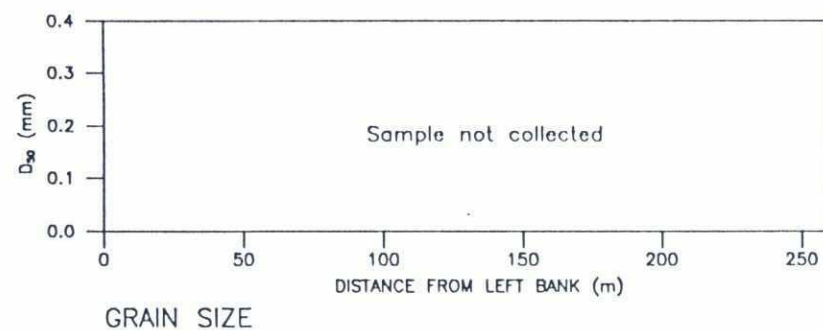 0.4
0.3
0.2
0.1
0.0
D50 (mm)
Sample not collected
0 50 100 150 200 250
DISTANCE FROM LEFT BANK (m)
GRAIN SIZE